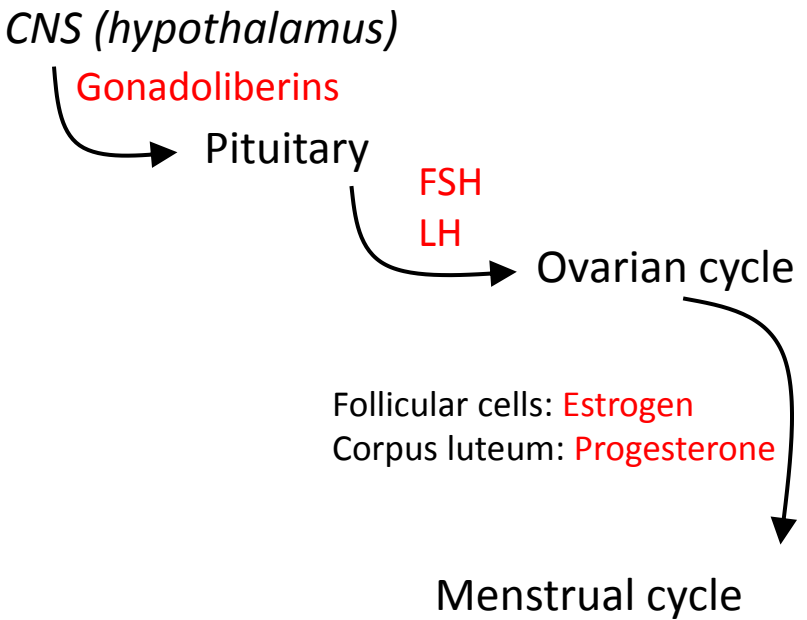 CNS (hypothalamus)
Gonadoliberins
Pituitary
FSH
LH
Ovarian cycle
Follicular cells: Estrogen
Corpus luteum: Progesterone
Menstrual cycle